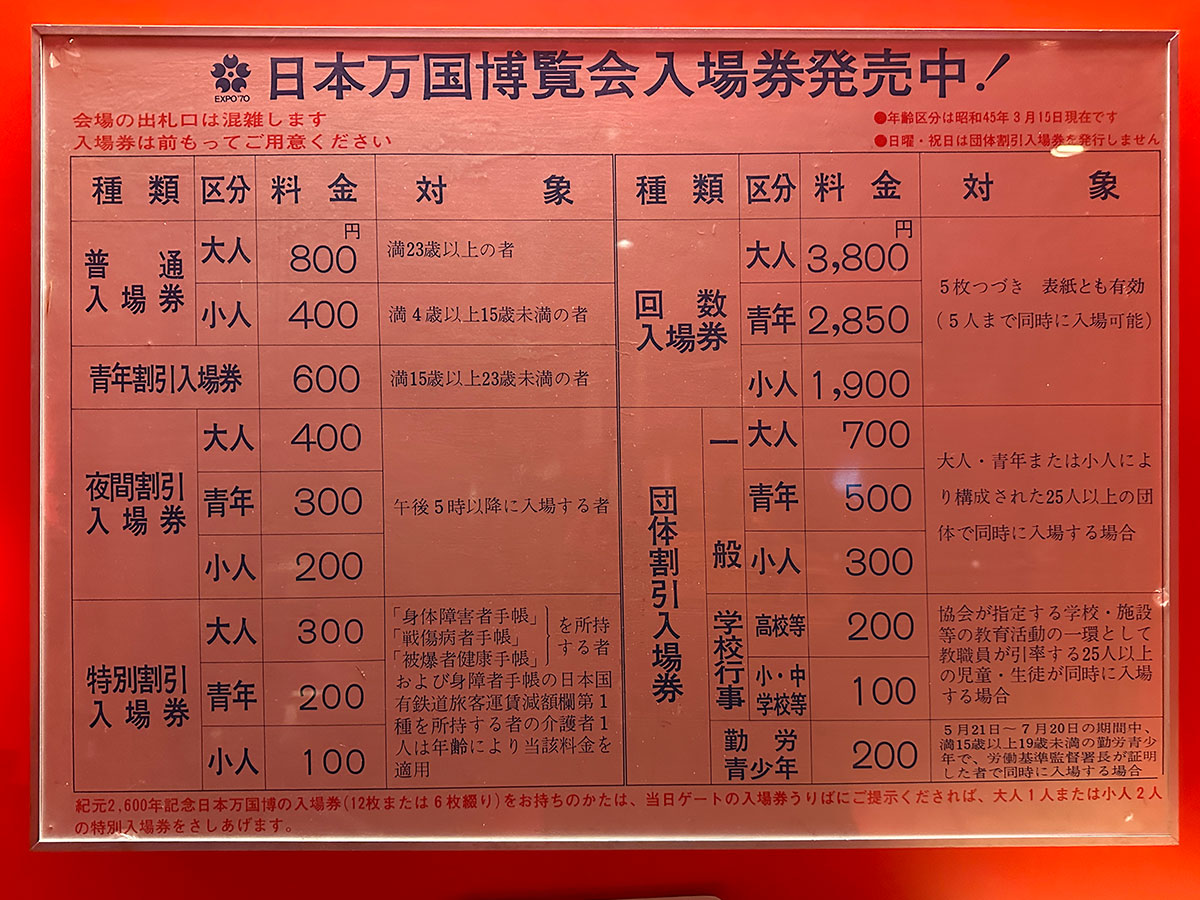 EXPO'70
日本万国博覧会入場券発売中！
会場の出札口は混雑します
入場券は前もってご用意ください
●年齢区分は昭和45年3月15日現在です
●日曜・祝日は団体割引入場券を発行しません
種類 区分 料金 対象
普通
入場券
大人 800円 満23歳以上の者
小人 400 満4歳以上15歳未満の者
青年割引入場券 600 満15歳以上23歳未満の者
夜間割引
入場券
大人 400
青年 300 午後5時以降に入場する者
小人 200
特別割引
入場券
大人 300
青年 200
小人 100
「身体障害者手帳」
「戦傷病者手帳」
「被爆者健康手帳」
を所持
する者
および身障者手帳の日本国
有鉄道旅客運賃減額欄第1
種を所持する者の介護者1
人は年齢により当該料金を
適用
種類 区分 料金 対象
回数
入場券
大人 3,800円
青年 2,850
小人 1,900
5枚つづき 表紙とも有効
（5人まで同時に入場可能）
団体割引入場券
一般
大人 700
青年 500
小人 300
大人・青年または小人によ
り構成された25人以上の団
体で同時に入場する場合
学校行事
高校等 200
小・中
学校等
100
協会が指定する学校・施設
等の教育活動の一環として
教職員が引率する25人以上
の児童・生徒が同時に入場
する場合
勤労
青少年
200
5月21日～7月20日の期間中、
満15歳以上19歳未満の勤労青少
年で、労働基準監督署長が証明
した者で同時に入場する場合
紀元2,600年記念日本万国博の入場券(12枚または6枚綴り)をお持ちのかたは、当日ゲートの入場券うりばにご提示くだされば、大人1人または小人2人
の特別入場券をさしあげます。